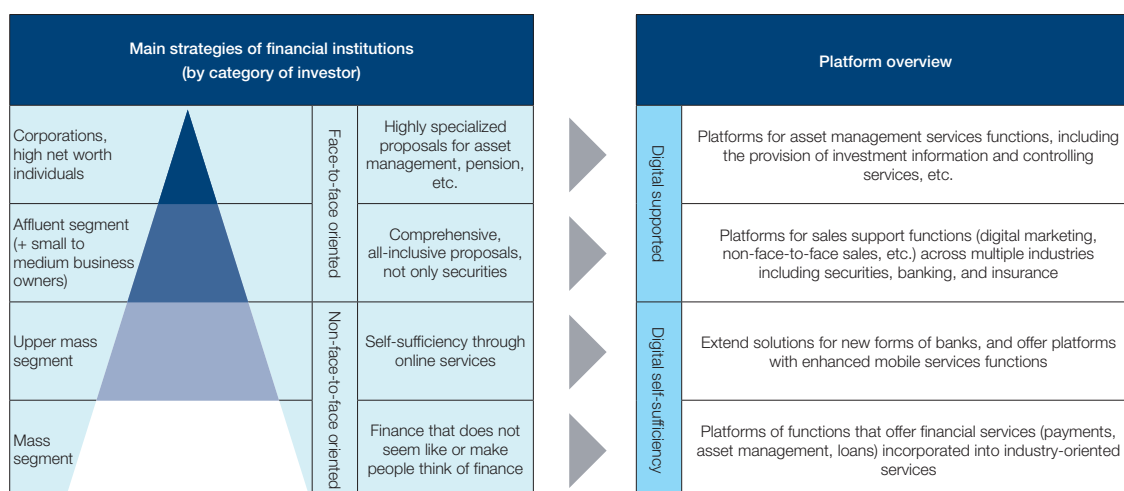 Main strategies of financial institutions
(by category of investor)
Corporations,
high net worth
individuals
Face-to-face oriented
Highly specialized
proposals for asset
management, pension,
etc.
Affluent segment
(+ small to
medium business
owners)
Comprehensive,
all-inclusive proposals,
not only securities
Upper mass
segment
Non-face-to-face oriented
Self-sufficiency through
online services
Mass
segment
Finance that does not
seem like or make
people think of finance
Platform overview
Digital supported
Platforms for asset management services functions, including
the provision of investment information and controlling
services, etc.
Platforms for sales support functions (digital marketing,
non-face-to-face sales, etc.) across multiple industries
including securities, banking, and insurance
Digital self-sufficiency
Extend solutions for new forms of banks, and offer platforms
with enhanced mobile services functions
Platforms of functions that offer financial services (payments,
asset management, loans) incorporated into industry-oriented
services